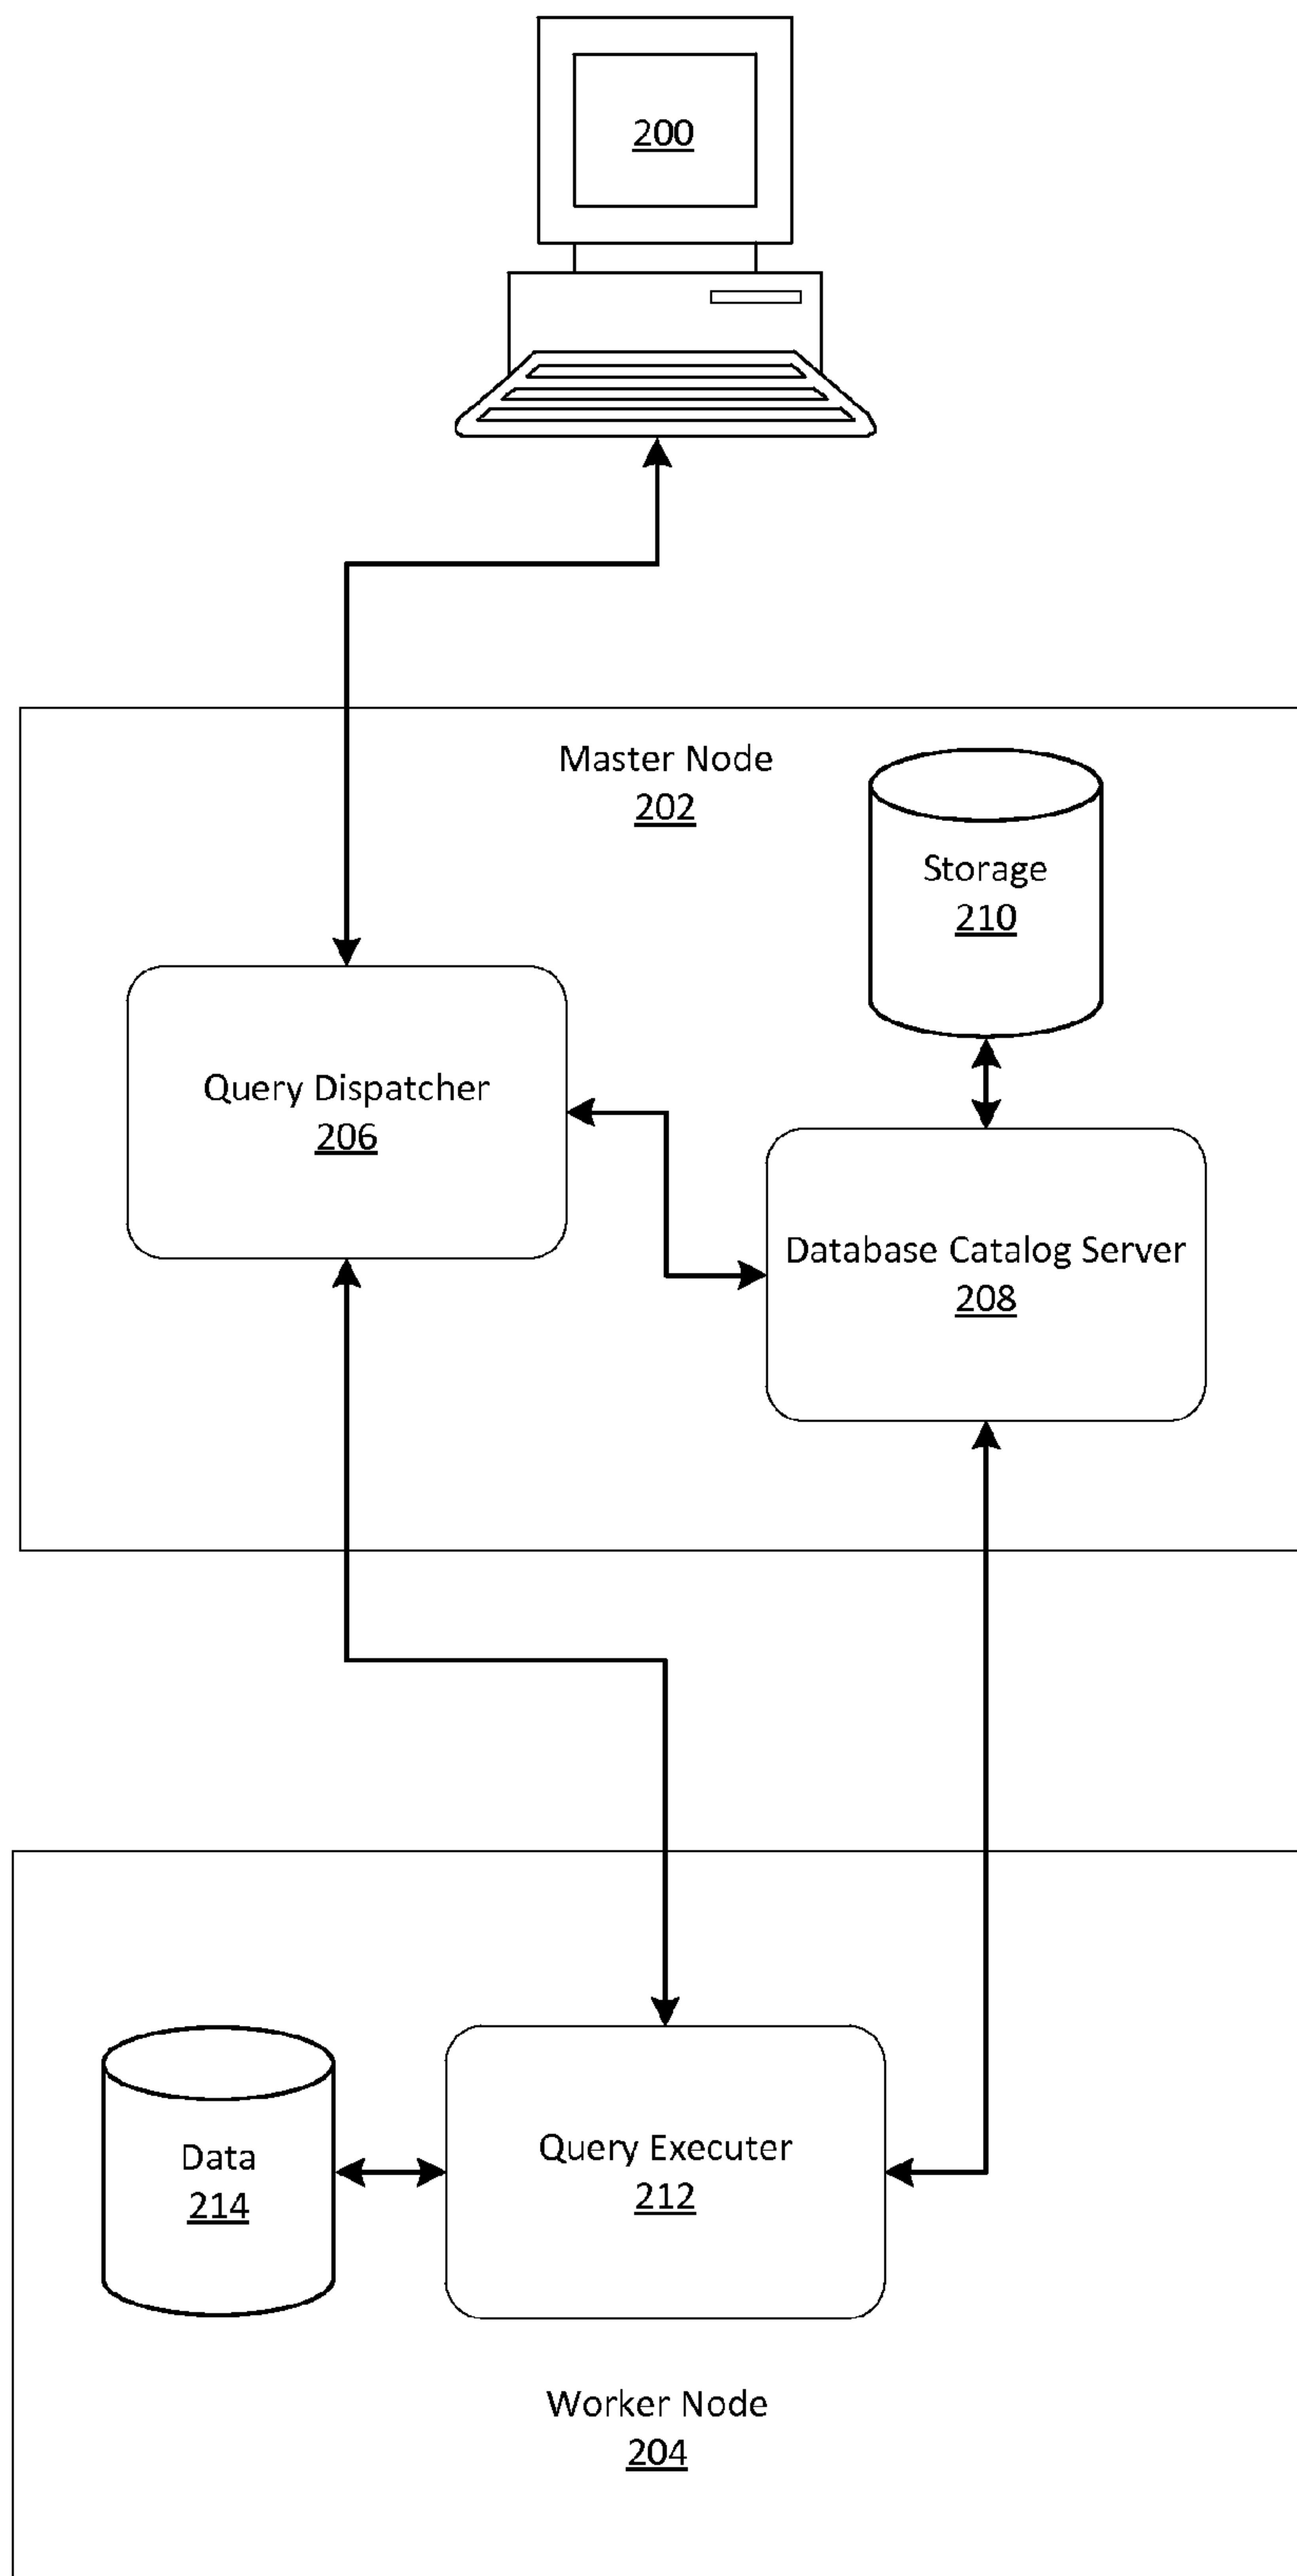 200
Master Node
202
Storage
210
Query Dispatcher
206
Database Catalog Server
208
Data
214
Query Executer
212
Worker Node
204